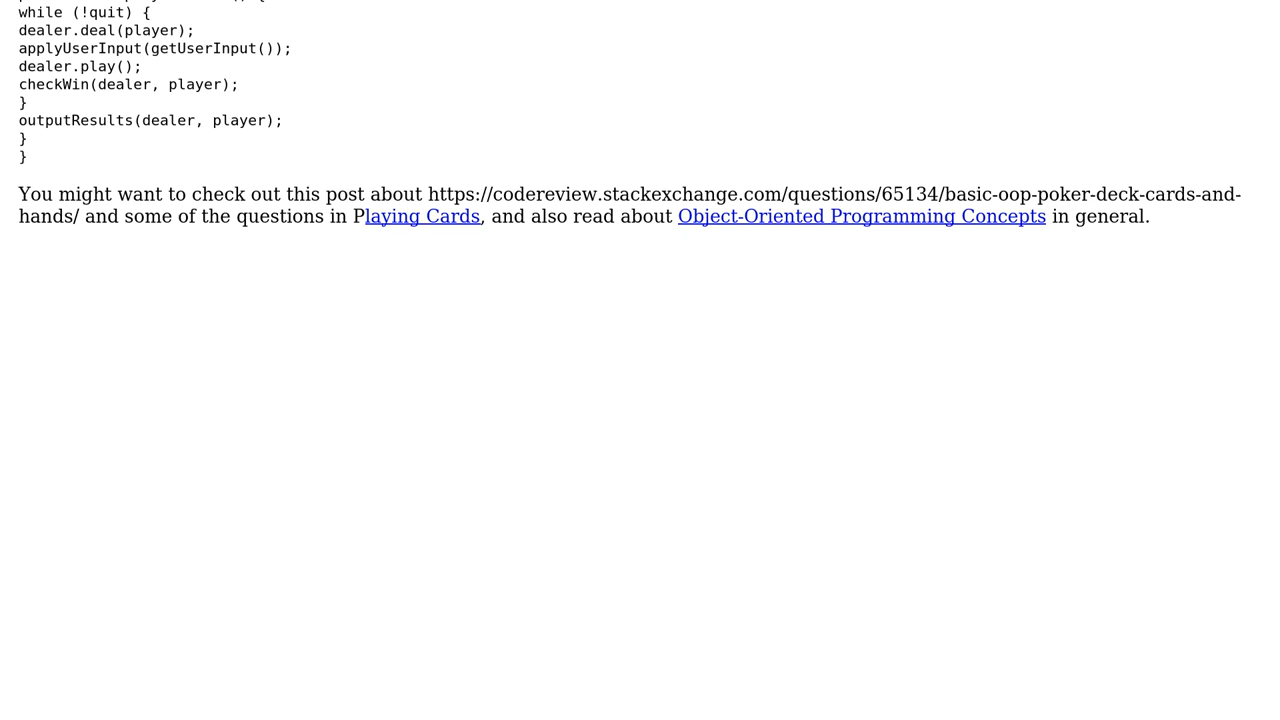 while (!quit) {
dealer.deal(player);
applyUserInput(getUserInput());
dealer.play();
checkWin(dealer, player);
}
outputResults(dealer, player);
}
}
You might want to check out this post about https://codereview.stackexchange.com/questions/65134/basic-oop-poker-deck-cards-and-
hands/ and some of the questions in Playing Cards, and also read about Object-Oriented Programming Concepts in general.